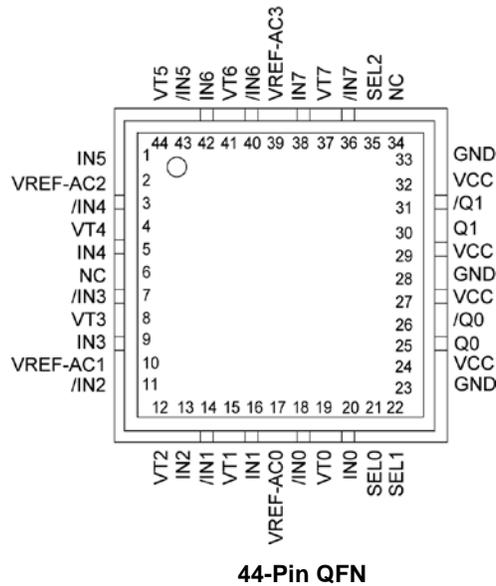 VT5 /IN5 IN6 VT6 /IN6 VREF-AC3 IN7 VT7 /IN7 SEL2 NC
44 43 42 41 40 39 38 37 36 35 34
IN5 1 33 GND
VREF-AC2 2 32 VCC
/IN4 3 31 /Q1
VT4 4 30 Q1
IN4 5 29 VCC
NC 6 28 GND
/IN3 7 27 VCC
VT3 8 26 /Q0
IN3 9 25 Q0
VREF-AC1 10 24 VCC
/IN2 11 23 GND
12 13 14 15 16 17 18 19 20 21 22
VT2 IN2 /IN1 VT1 IN1 VREF-AC0 /IN0 VT0 IN0 SEL0 SEL1
44-Pin QFN